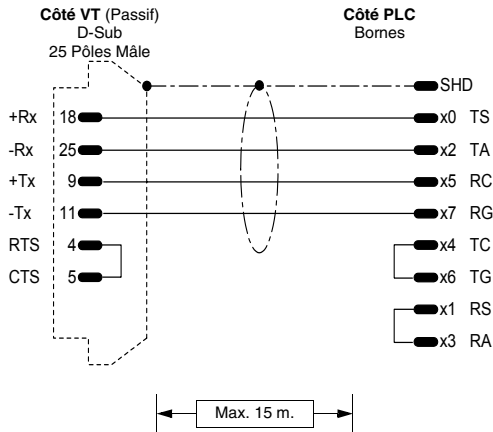 Côté VT (Passif) Côté PLC
D-Sub Bornes
25 Pôles Mâle
SHD
+Rx 18 x0 TS
-Rx 25 x2 TA
+Tx 9 x5 RC
-Tx 11 x7 RG
RTS 4 x4 TC
CTS 5 x6 TG
x1 RS
x3 RA
Max. 15 m.